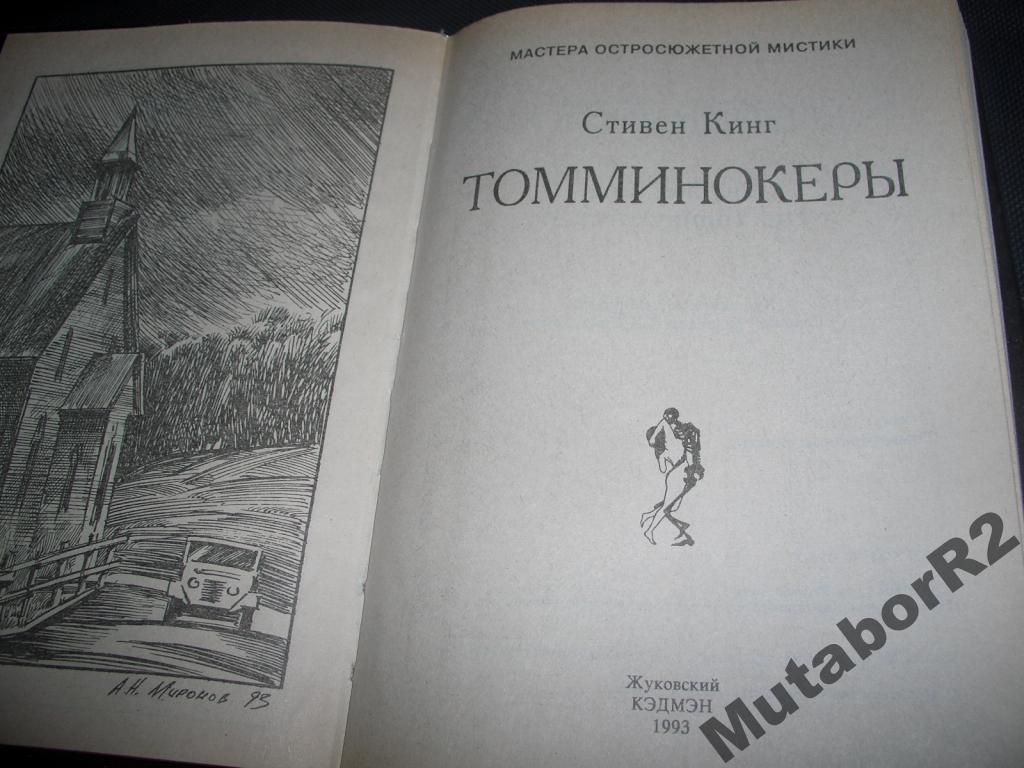 А.Н. Миронов 93
МАСТЕРА ОСТРОСЮЖЕТНОЙ МИСТИКИ
Стивен Кинг
ТОММИНОКЕРЫ
Жуковский
КЭДМЭН
1993
MutaborR2